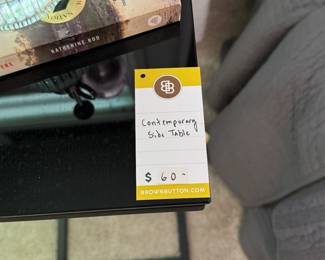 KATHERINE BOO
BB
Contemporary
Side Table
$ 60-
BROWNBUTTON.COM